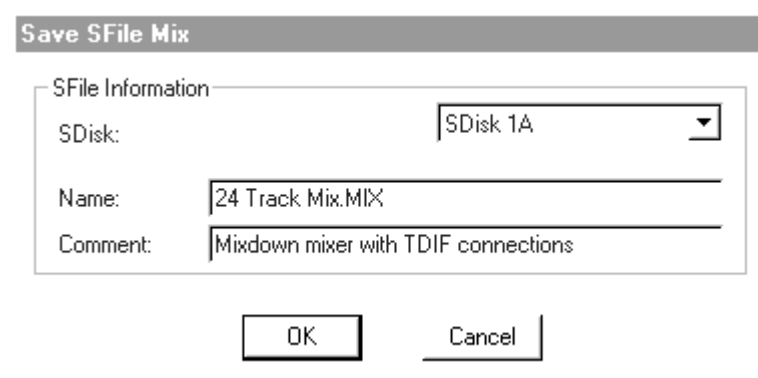 Save SFile Mix
SFile Information
SDisk: SDisk 1A
Name: 24 Track Mix.MIX
Comment: Mixdown mixer with TDIF connections
OK Cancel